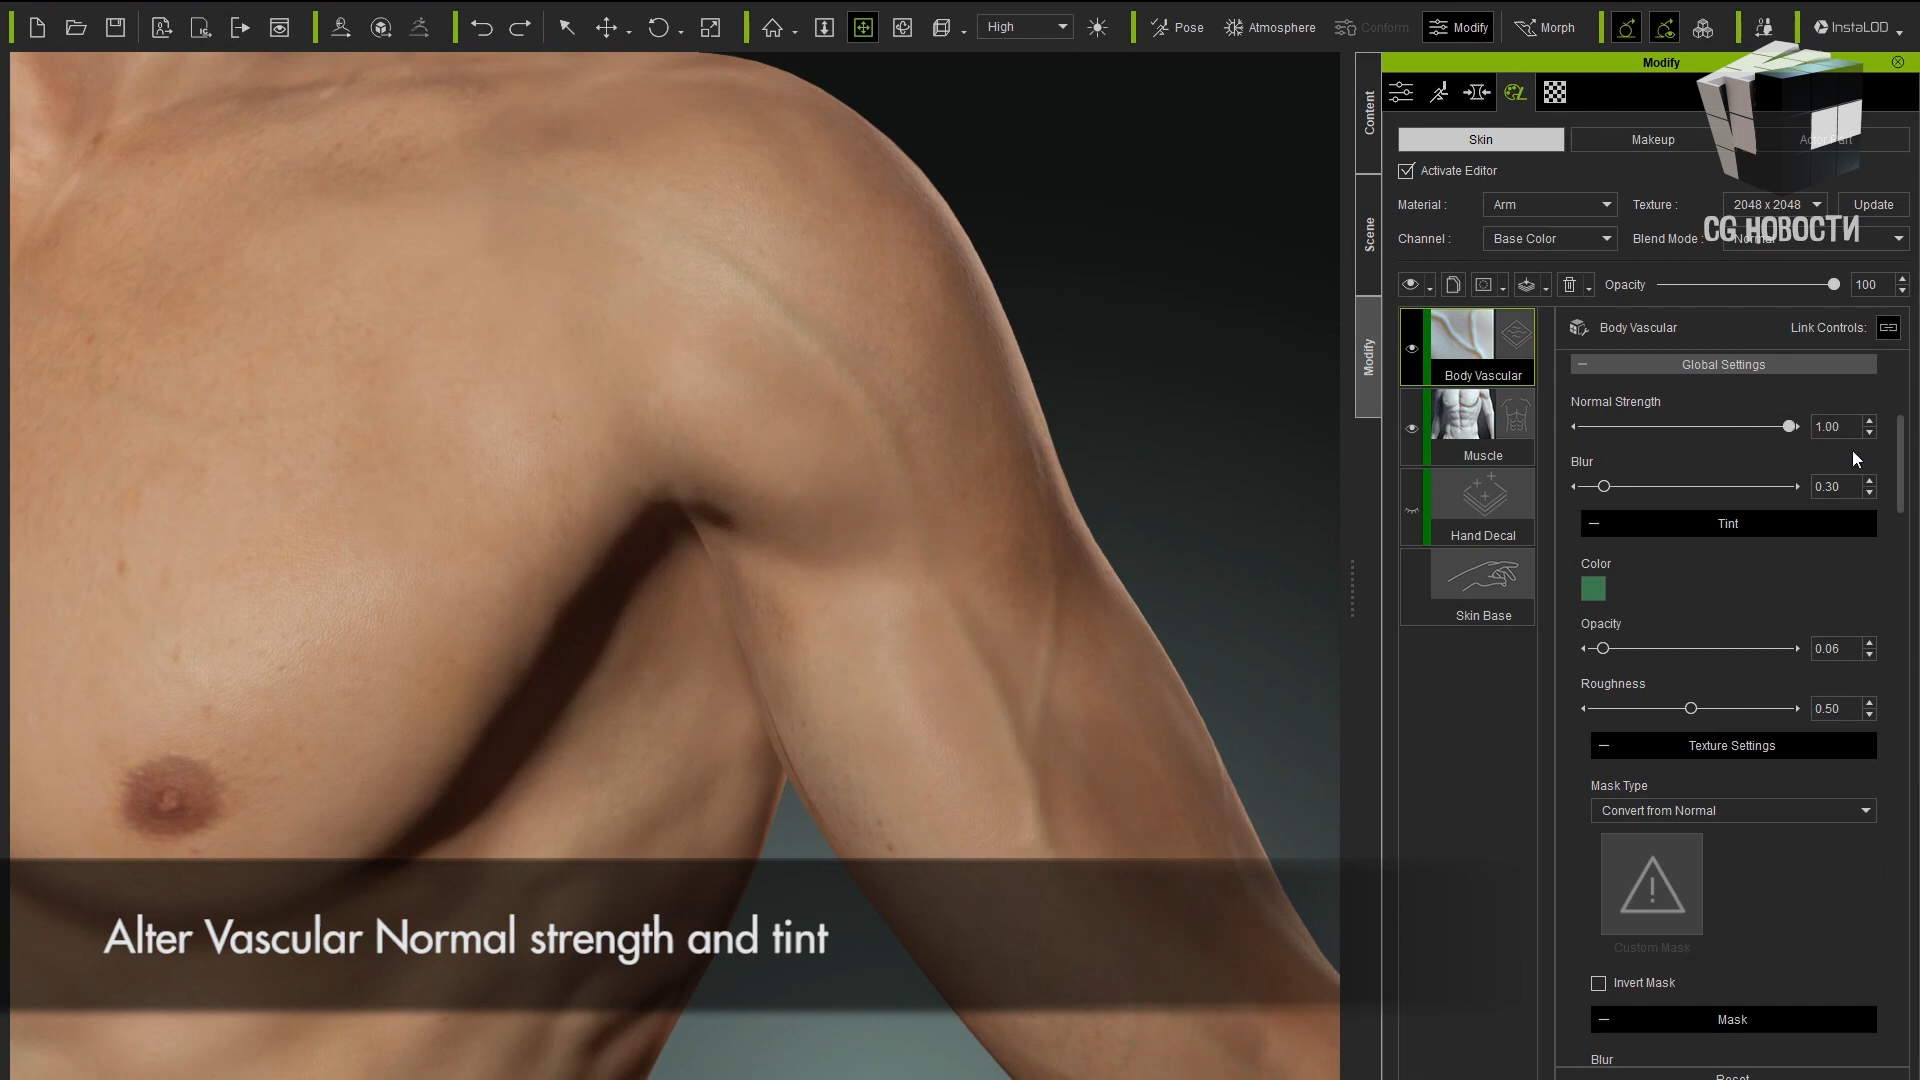 High
Pose
Atmosphere
Conform
Modify
Morph
InstaLOD
Modify
Content
Scene
Modify
Skin
Makeup
Actor Part
Activate Editor
Material :
Arm
Texture :
2048 x 2048
Update
Channel :
Base Color
Blend Mode :
Normal
CG НОВОСТИ
Opacity
100
Body Vascular
Muscle
Hand Decal
Skin Base
Body Vascular
Link Controls:
Global Settings
Normal Strength
1.00
Blur
0.30
Tint
Color
Opacity
0.06
Roughness
0.50
Texture Settings
Mask Type
Convert from Normal
Custom Mask
Invert Mask
Mask
Blur
Reset
Alter Vascular Normal strength and tint